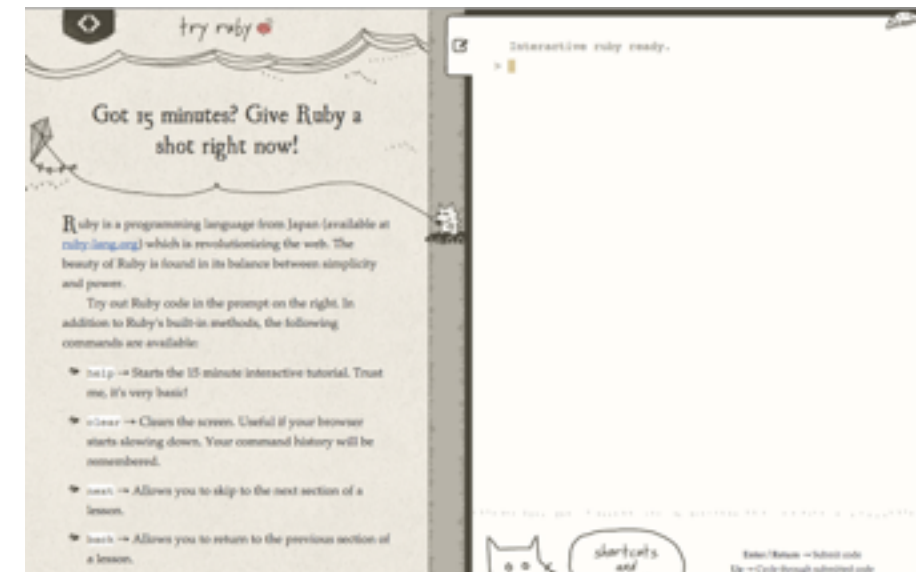 try ruby
Got 15 minutes? Give Ruby a
shot right now!
Ruby is a programming language from Japan (available at
ruby-lang.org) which is revolutionizing the web. The
beauty of Ruby is found in its balance between simplicity
and power.
Try out Ruby code in the prompt on the right. In
addition to Ruby's built-in methods, the following
commands are available:
help → Starts the 15 minute interactive tutorial. Trust
me, it's very basic!
clear → Clears the screen. Useful if your browser
starts slowing down. Your command history will be
remembered.
next → Allows you to skip to the next section of a
lesson.
back → Allows you to return to the previous section of
a lesson.
Interactive ruby ready.
>
shortcuts
and
Enter/Return → Submit code
Up → Cycle through submitted code